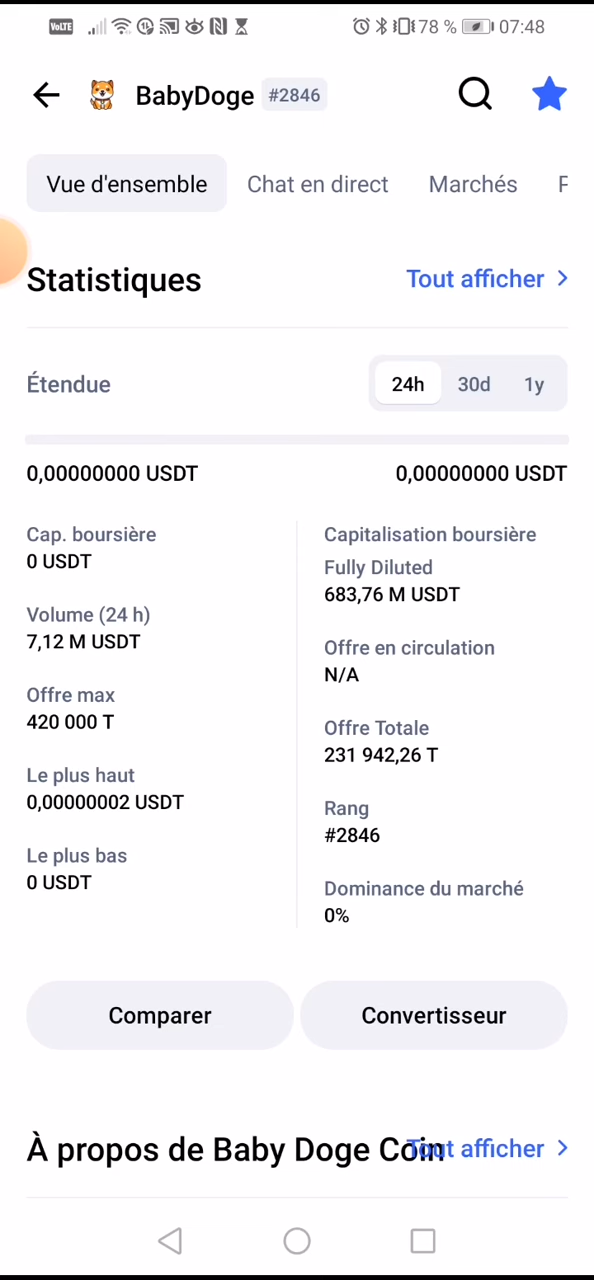 VoLTE 78 % 07:48
BabyDoge #2846
Vue d'ensemble Chat en direct Marchés F
Statistiques Tout afficher
Étendue 24h 30d 1y
0,00000000 USDT 0,00000000 USDT
Cap. boursière
0 USDT
Volume (24 h)
7,12 M USDT
Offre max
420 000 T
Le plus haut
0,00000002 USDT
Le plus bas
0 USDT
Capitalisation boursière
Fully Diluted
683,76 M USDT
Offre en circulation
N/A
Offre Totale
231 942,26 T
Rang
#2846
Dominance du marché
0%
Comparer Convertisseur
À propos de Baby Doge Coin Tout afficher